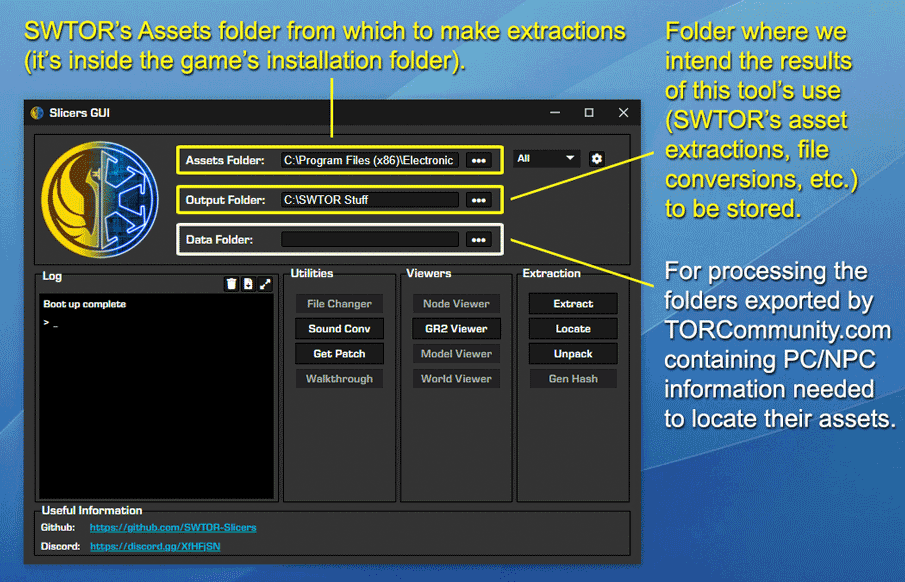 SWTOR's Assets folder from which to make extractions
(it's inside the game's installation folder).
Folder where we
intend the results
of this tool's use
(SWTOR's asset
extractions, file
conversions, etc.)
to be stored.
Slicers GUI
Assets Folder: C:\Program Files (x86)\Electronic ••• All
Output Folder: C:\SWTOR Stuff •••
Data Folder: •••
For processing the
folders exported by
TORCommunity.com
containing PC/NPC
information needed
to locate their assets.
Log
Boot up complete
> _
Utilities
File Changer
Sound Conv
Get Patch
Walkthrough
Viewers
Node Viewer
GR2 Viewer
Model Viewer
World Viewer
Extraction
Extract
Locate
Unpack
Gen Hash
Useful Information
Github: https://github.com/SWTOR-Slicers
Discord: https://discord.gg/XfHFjSN